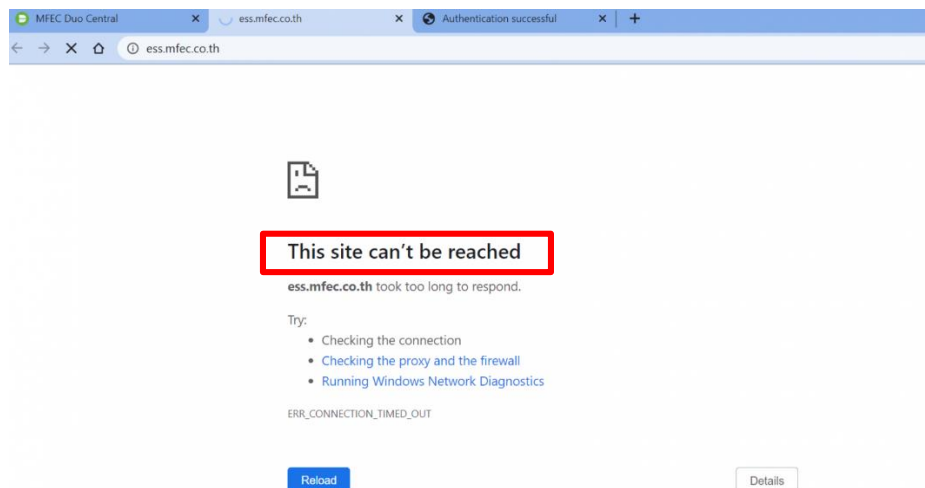 MFEC Duo Central
ess.mfec.co.th
Authentication successful
ess.mfec.co.th
This site can't be reached
ess.mfec.co.th took too long to respond.
Try:
• Checking the connection
• Checking the proxy and the firewall
• Running Windows Network Diagnostics
ERR_CONNECTION_TIMED_OUT
Reload
Details